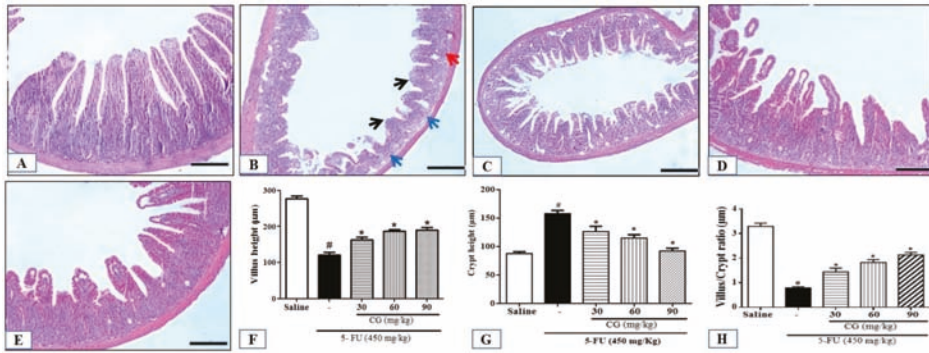 A
B
C
D
E
Villus height (µm)
300
200
100
0
#
*
*
*
Saline
-
30
60
90
CG (mg/kg)
5- FU (450 mg/kg)
F
Crypt height (µm)
200
150
100
50
0
#
*
*
*
Saline
-
30
60
90
CG (mg/kg)
5-FU (450 mg/Kg)
G
Villus/Crypt ratio (µm)
4
3
2
1
0
*
*
*
Saline
-
30
60
90
CG (mg/kg)
5-FU (450 mg/kg)
H